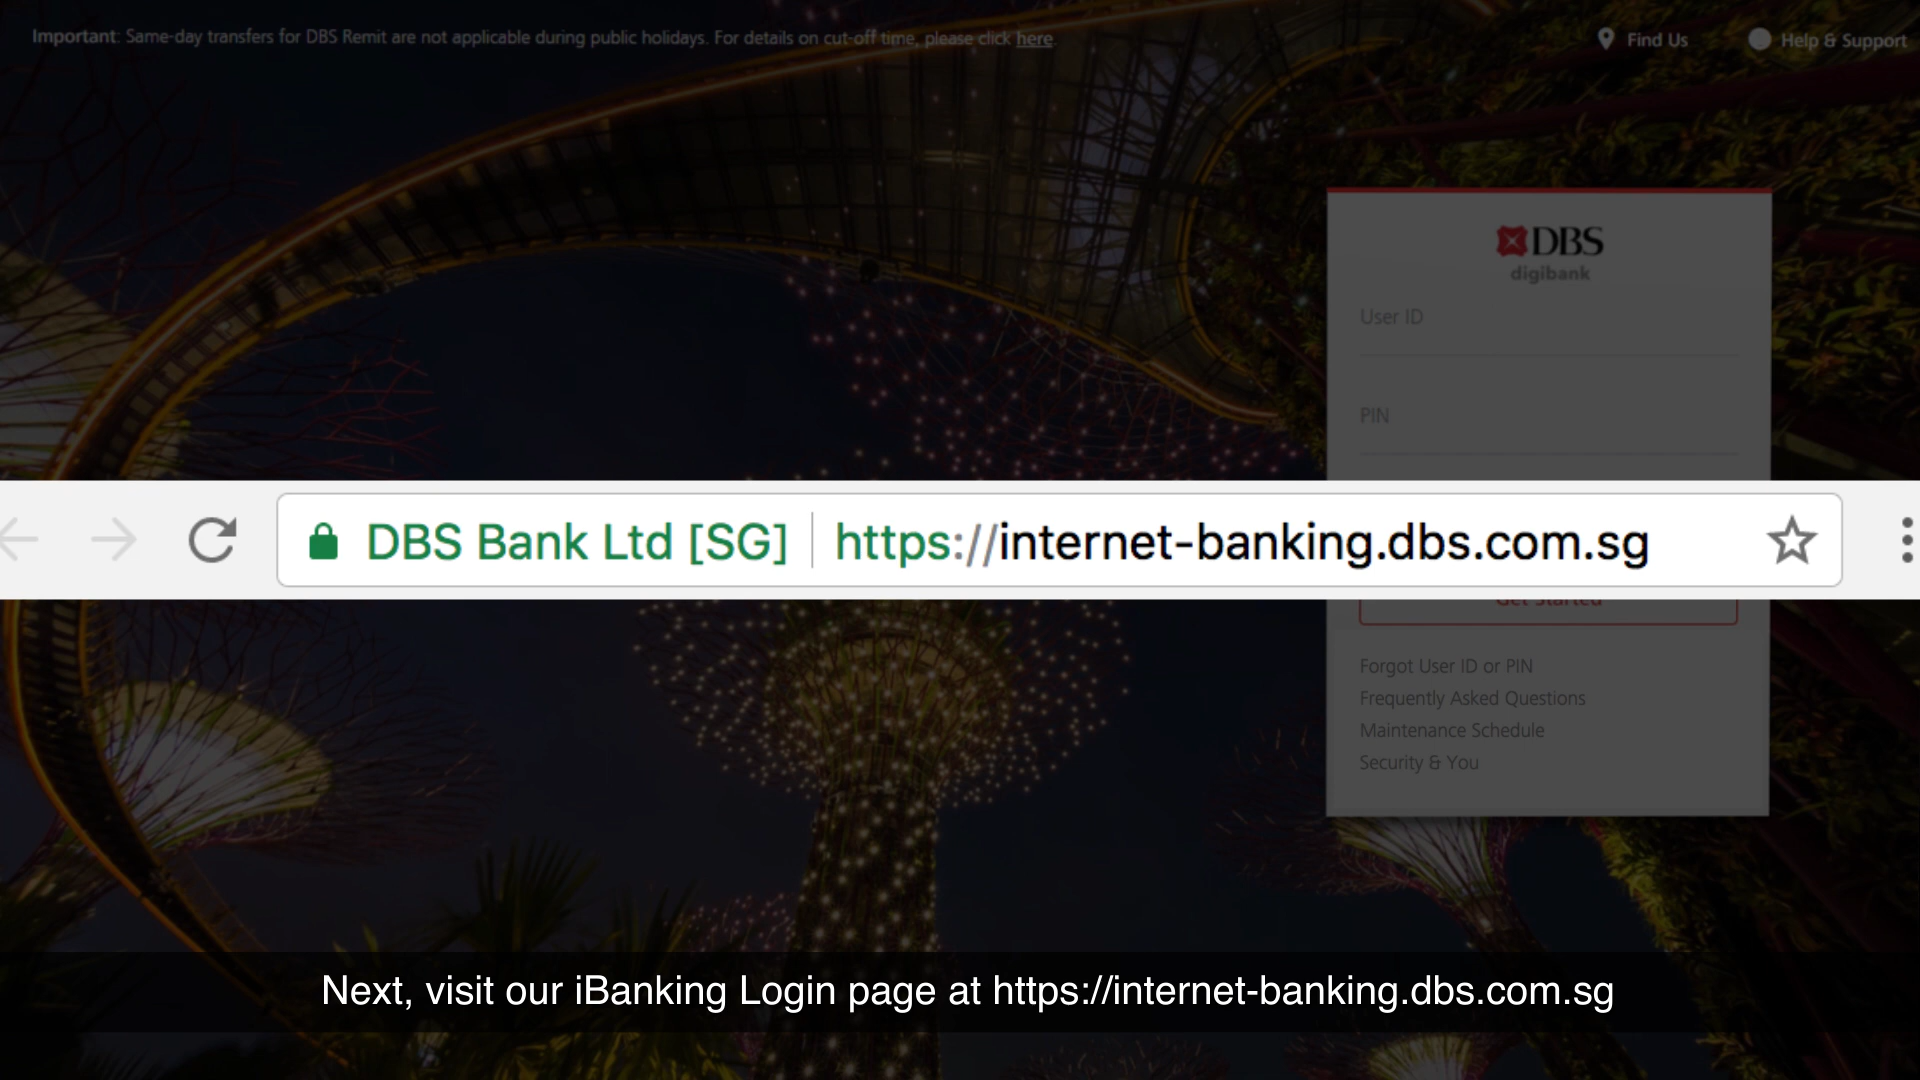 Important: Same-day transfers for DBS Remit are not applicable during public holidays. For details on cut-off time, please click here.
Find Us
Help & Support
DBS
digibank
User ID
PIN
DBS Bank Ltd [SG] https://internet-banking.dbs.com.sg
Get Started
Forgot User ID or PIN
Frequently Asked Questions
Maintenance Schedule
Security & You
Next, visit our iBanking Login page at https://internet-banking.dbs.com.sg